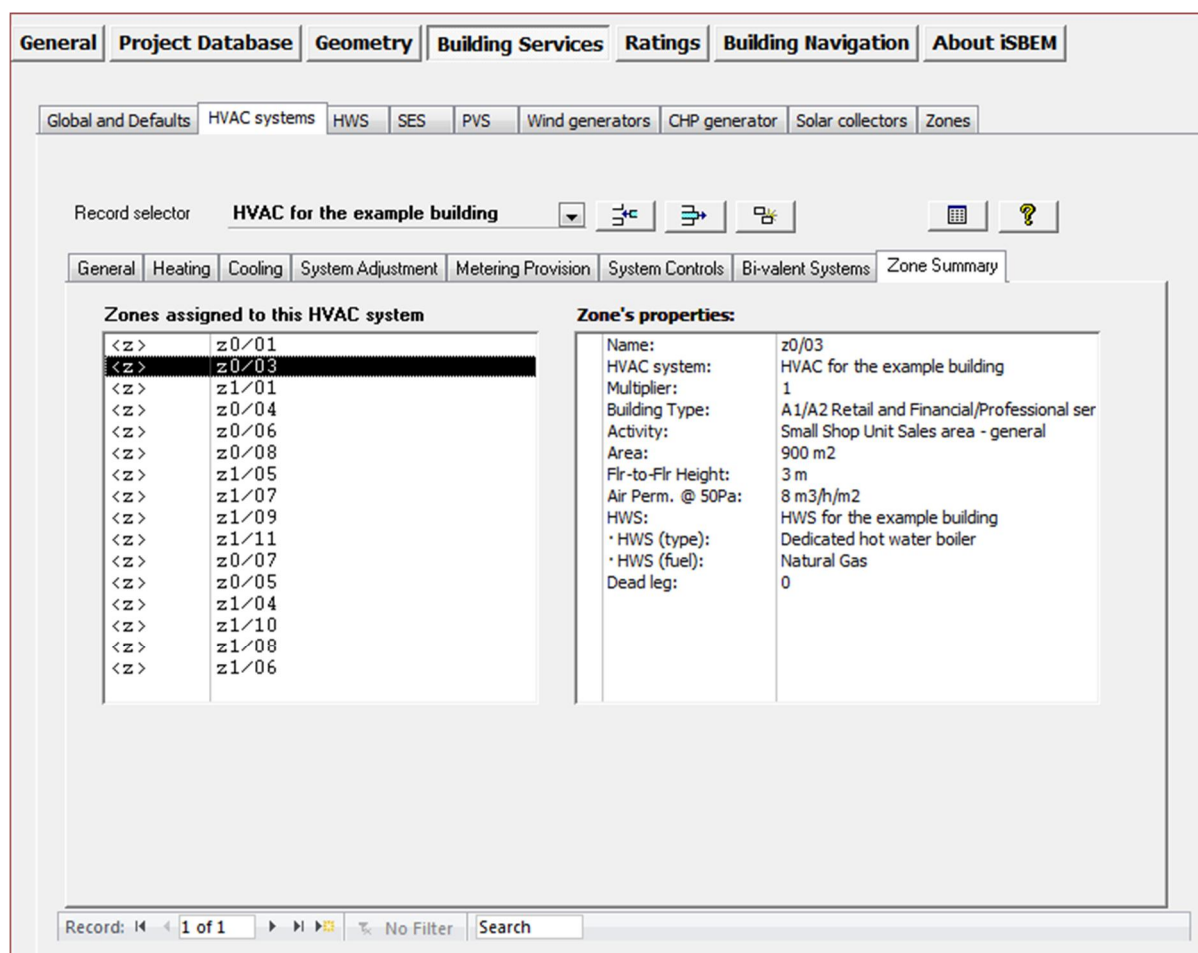 General Project Database Geometry Building Services Ratings Building Navigation About iSBEM
Global and Defaults HVAC systems HWS SES PVS Wind generators CHP generator Solar collectors Zones
Record selector HVAC for the example building ?
General Heating Cooling System Adjustment Metering Provision System Controls Bi-valent Systems Zone Summary
Zones assigned to this HVAC system
<z> z0/01
<z> z0/03
<z> z1/01
<z> z0/04
<z> z0/06
<z> z0/08
<z> z1/05
<z> z1/07
<z> z1/09
<z> z1/11
<z> z0/07
<z> z0/05
<z> z1/04
<z> z1/10
<z> z1/08
<z> z1/06
Zone's properties:
Name: z0/03
HVAC system: HVAC for the example building
Multiplier: 1
Building Type: A1/A2 Retail and Financial/Professional ser
Activity: Small Shop Unit Sales area - general
Area: 900 m2
Flr-to-Flr Height: 3 m
Air Perm. @ 50Pa: 8 m3/h/m2
HWS: HWS for the example building
· HWS (type): Dedicated hot water boiler
· HWS (fuel): Natural Gas
Dead leg: 0
Record: 1 of 1 No Filter Search